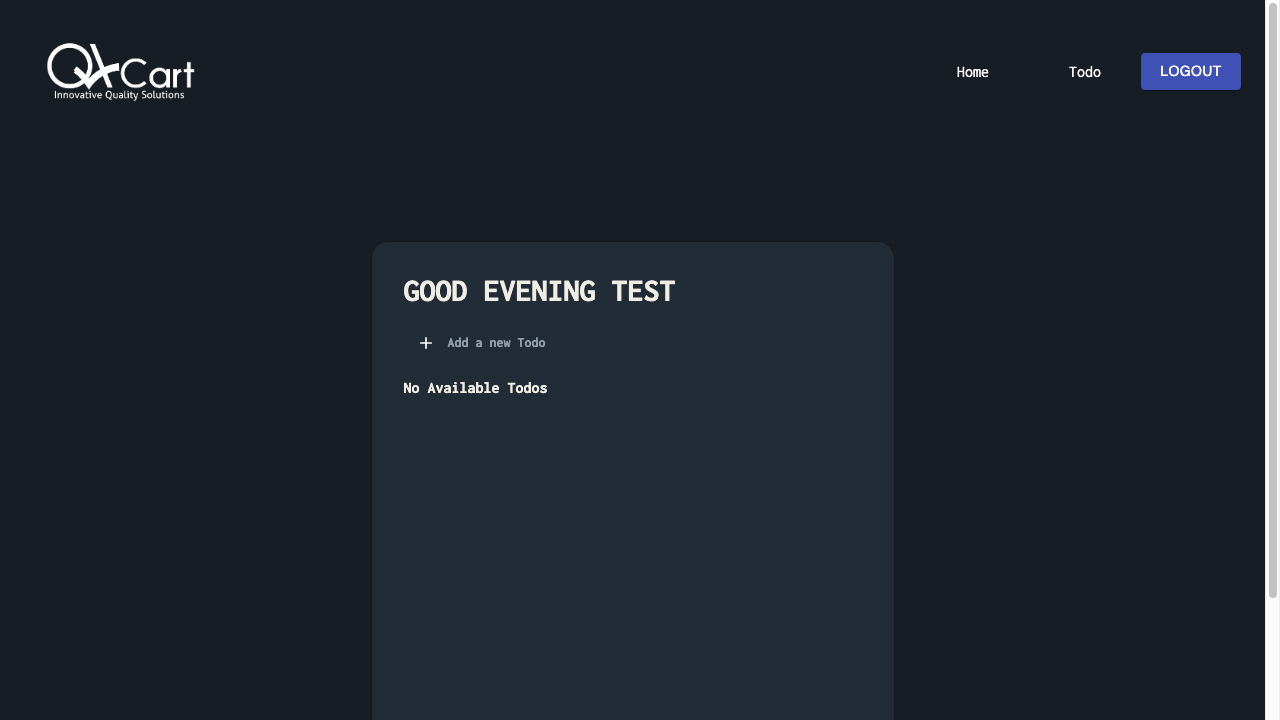 QACart
Innovative Quality Solutions
Home
Todo
LOGOUT
GOOD EVENING TEST
Add a new Todo
No Available Todos